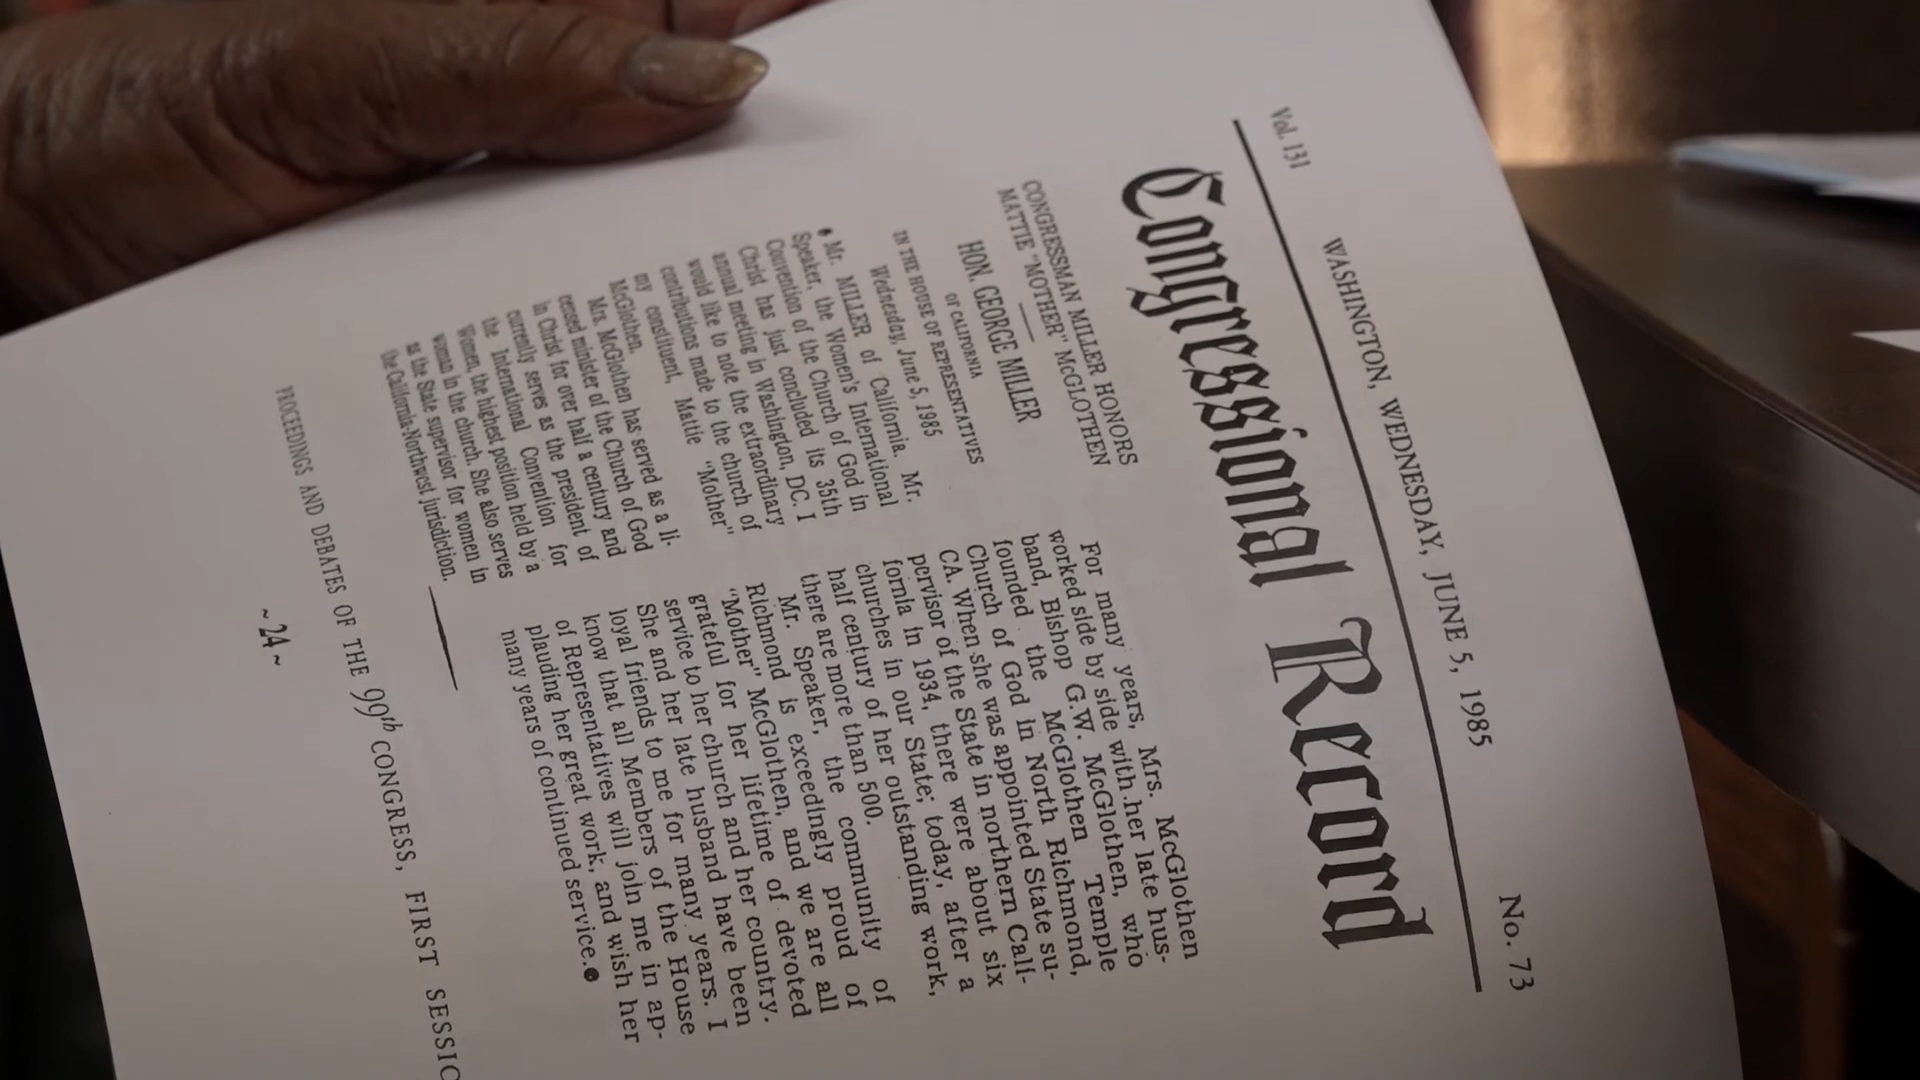 Vol. 131
WASHINGTON, WEDNESDAY, JUNE 5, 1985
No. 73
Congressional Record
CONGRESSMAN MILLER HONORS
MATTIE "MOTHER" McGLOTHEN
HON. GEORGE MILLER
OF CALIFORNIA
IN THE HOUSE OF REPRESENTATIVES
Wednesday, June 5, 1985
● Mr. MILLER of California. Mr.
Speaker, the Women's International
Convention of the Church of God in
Christ has just concluded its 35th
annual meeting in Washington, DC. I
would like to note the extraordinary
contributions made to the church of
my constituent, Mattie "Mother"
McGlothen.
Mrs. McGlothen has served as a li-
censed minister of the Church of God
in Christ for over half a century and
currently serves as the president of
the International Convention for
Women, the highest position held by a
woman in the church. She also serves
as the State supervisor for women in
the California-Northwest jurisdiction.
For many years, Mrs. McGlothen
worked side by side with her late hus-
band, Bishop G.W. McGlothen, who
founded the McGlothen Temple
Church of God in North Richmond,
CA. When she was appointed State su-
pervisor of the State in northern Cali-
fornia in 1934, there were about six
churches in our State; today, after a
half century of her outstanding work,
there are more than 500.
Mr. Speaker, the community of
Richmond is exceedingly proud of
"Mother" McGlothen, and we are all
grateful for her lifetime of devoted
service to her church and her country.
She and her late husband have been
loyal friends to me for many years. I
know that all Members of the House
of Representatives will join me in ap-
plauding her great work, and wish her
many years of continued service.●
PROCEEDINGS AND DEBATES OF THE 99th CONGRESS, FIRST SESSIO
~24~